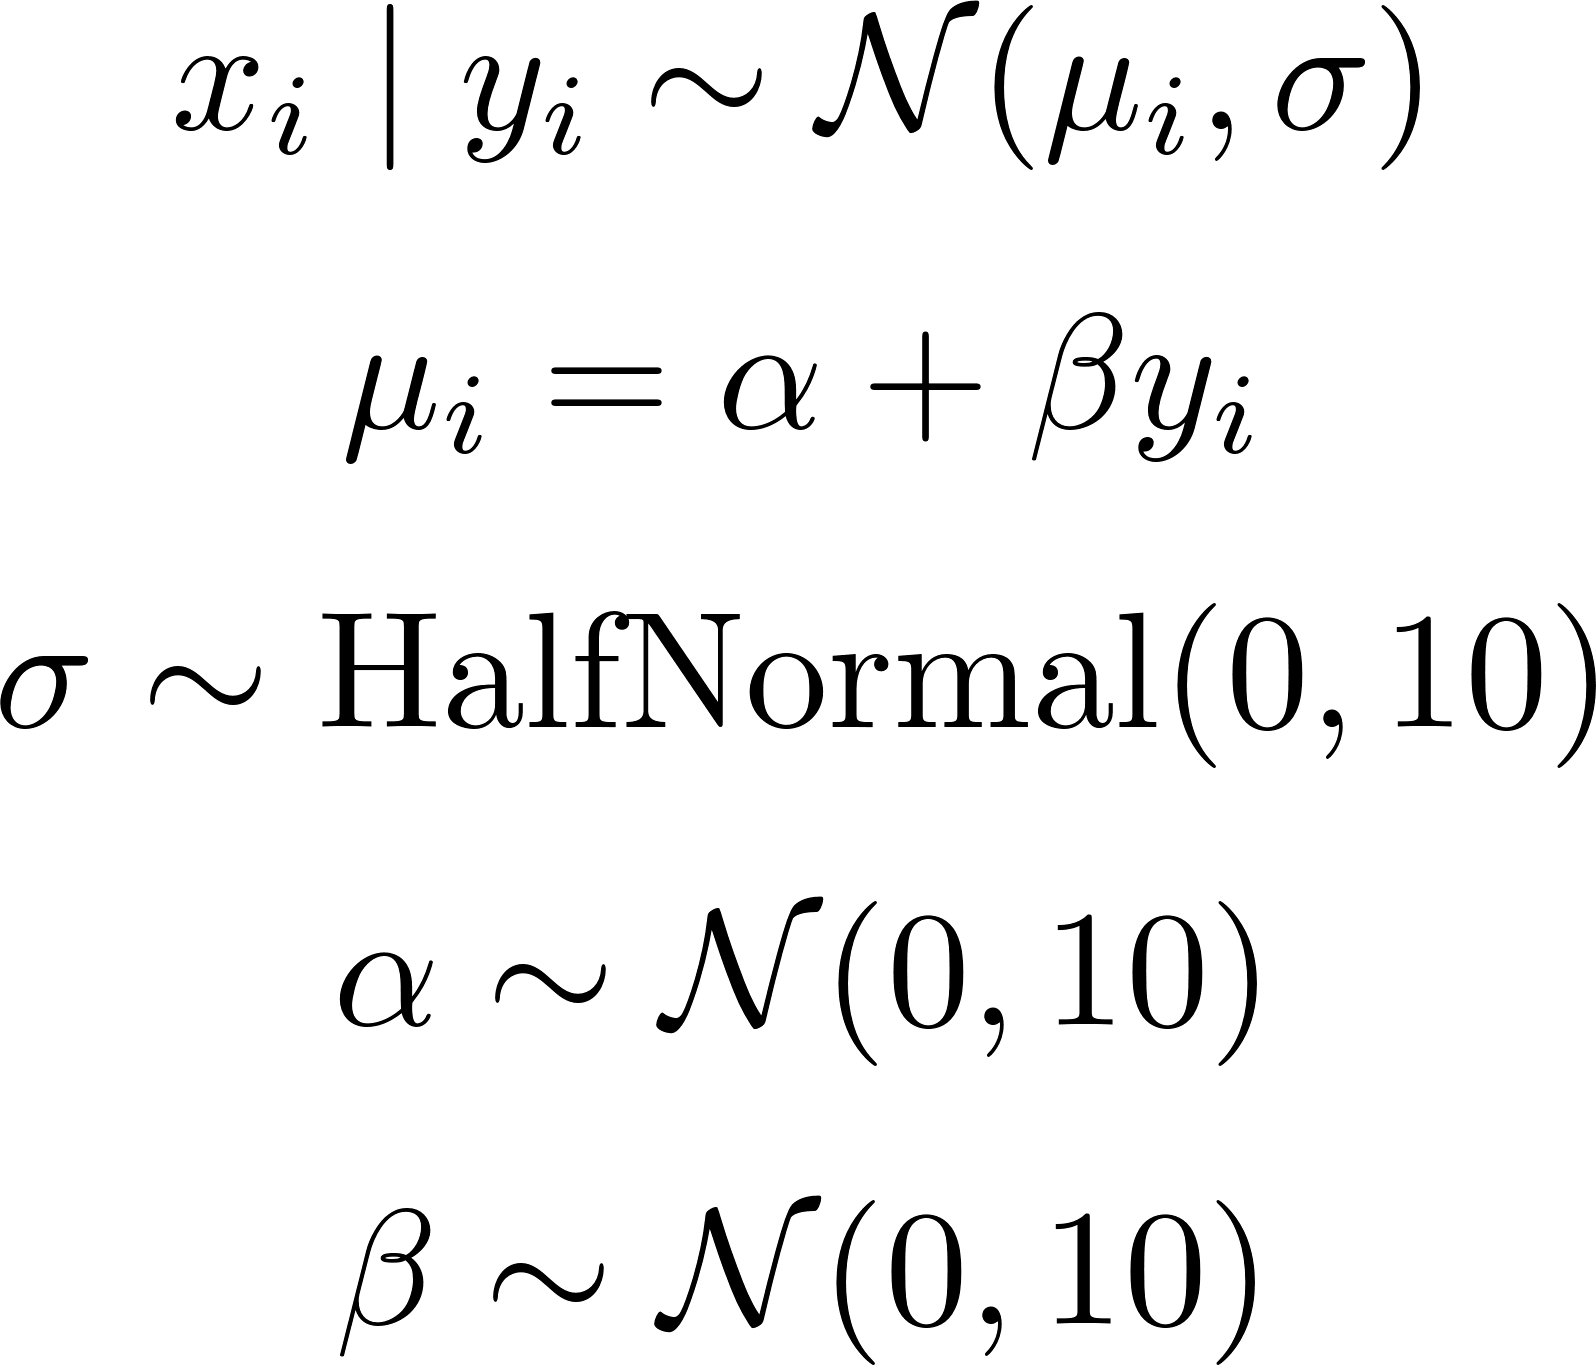 x_i | y_i ∼ 𝒩(μ_i, σ)
μ_i = α + βy_i
σ ∼ HalfNormal(0, 10)
α ∼ 𝒩(0, 10)
β ∼ 𝒩(0, 10)